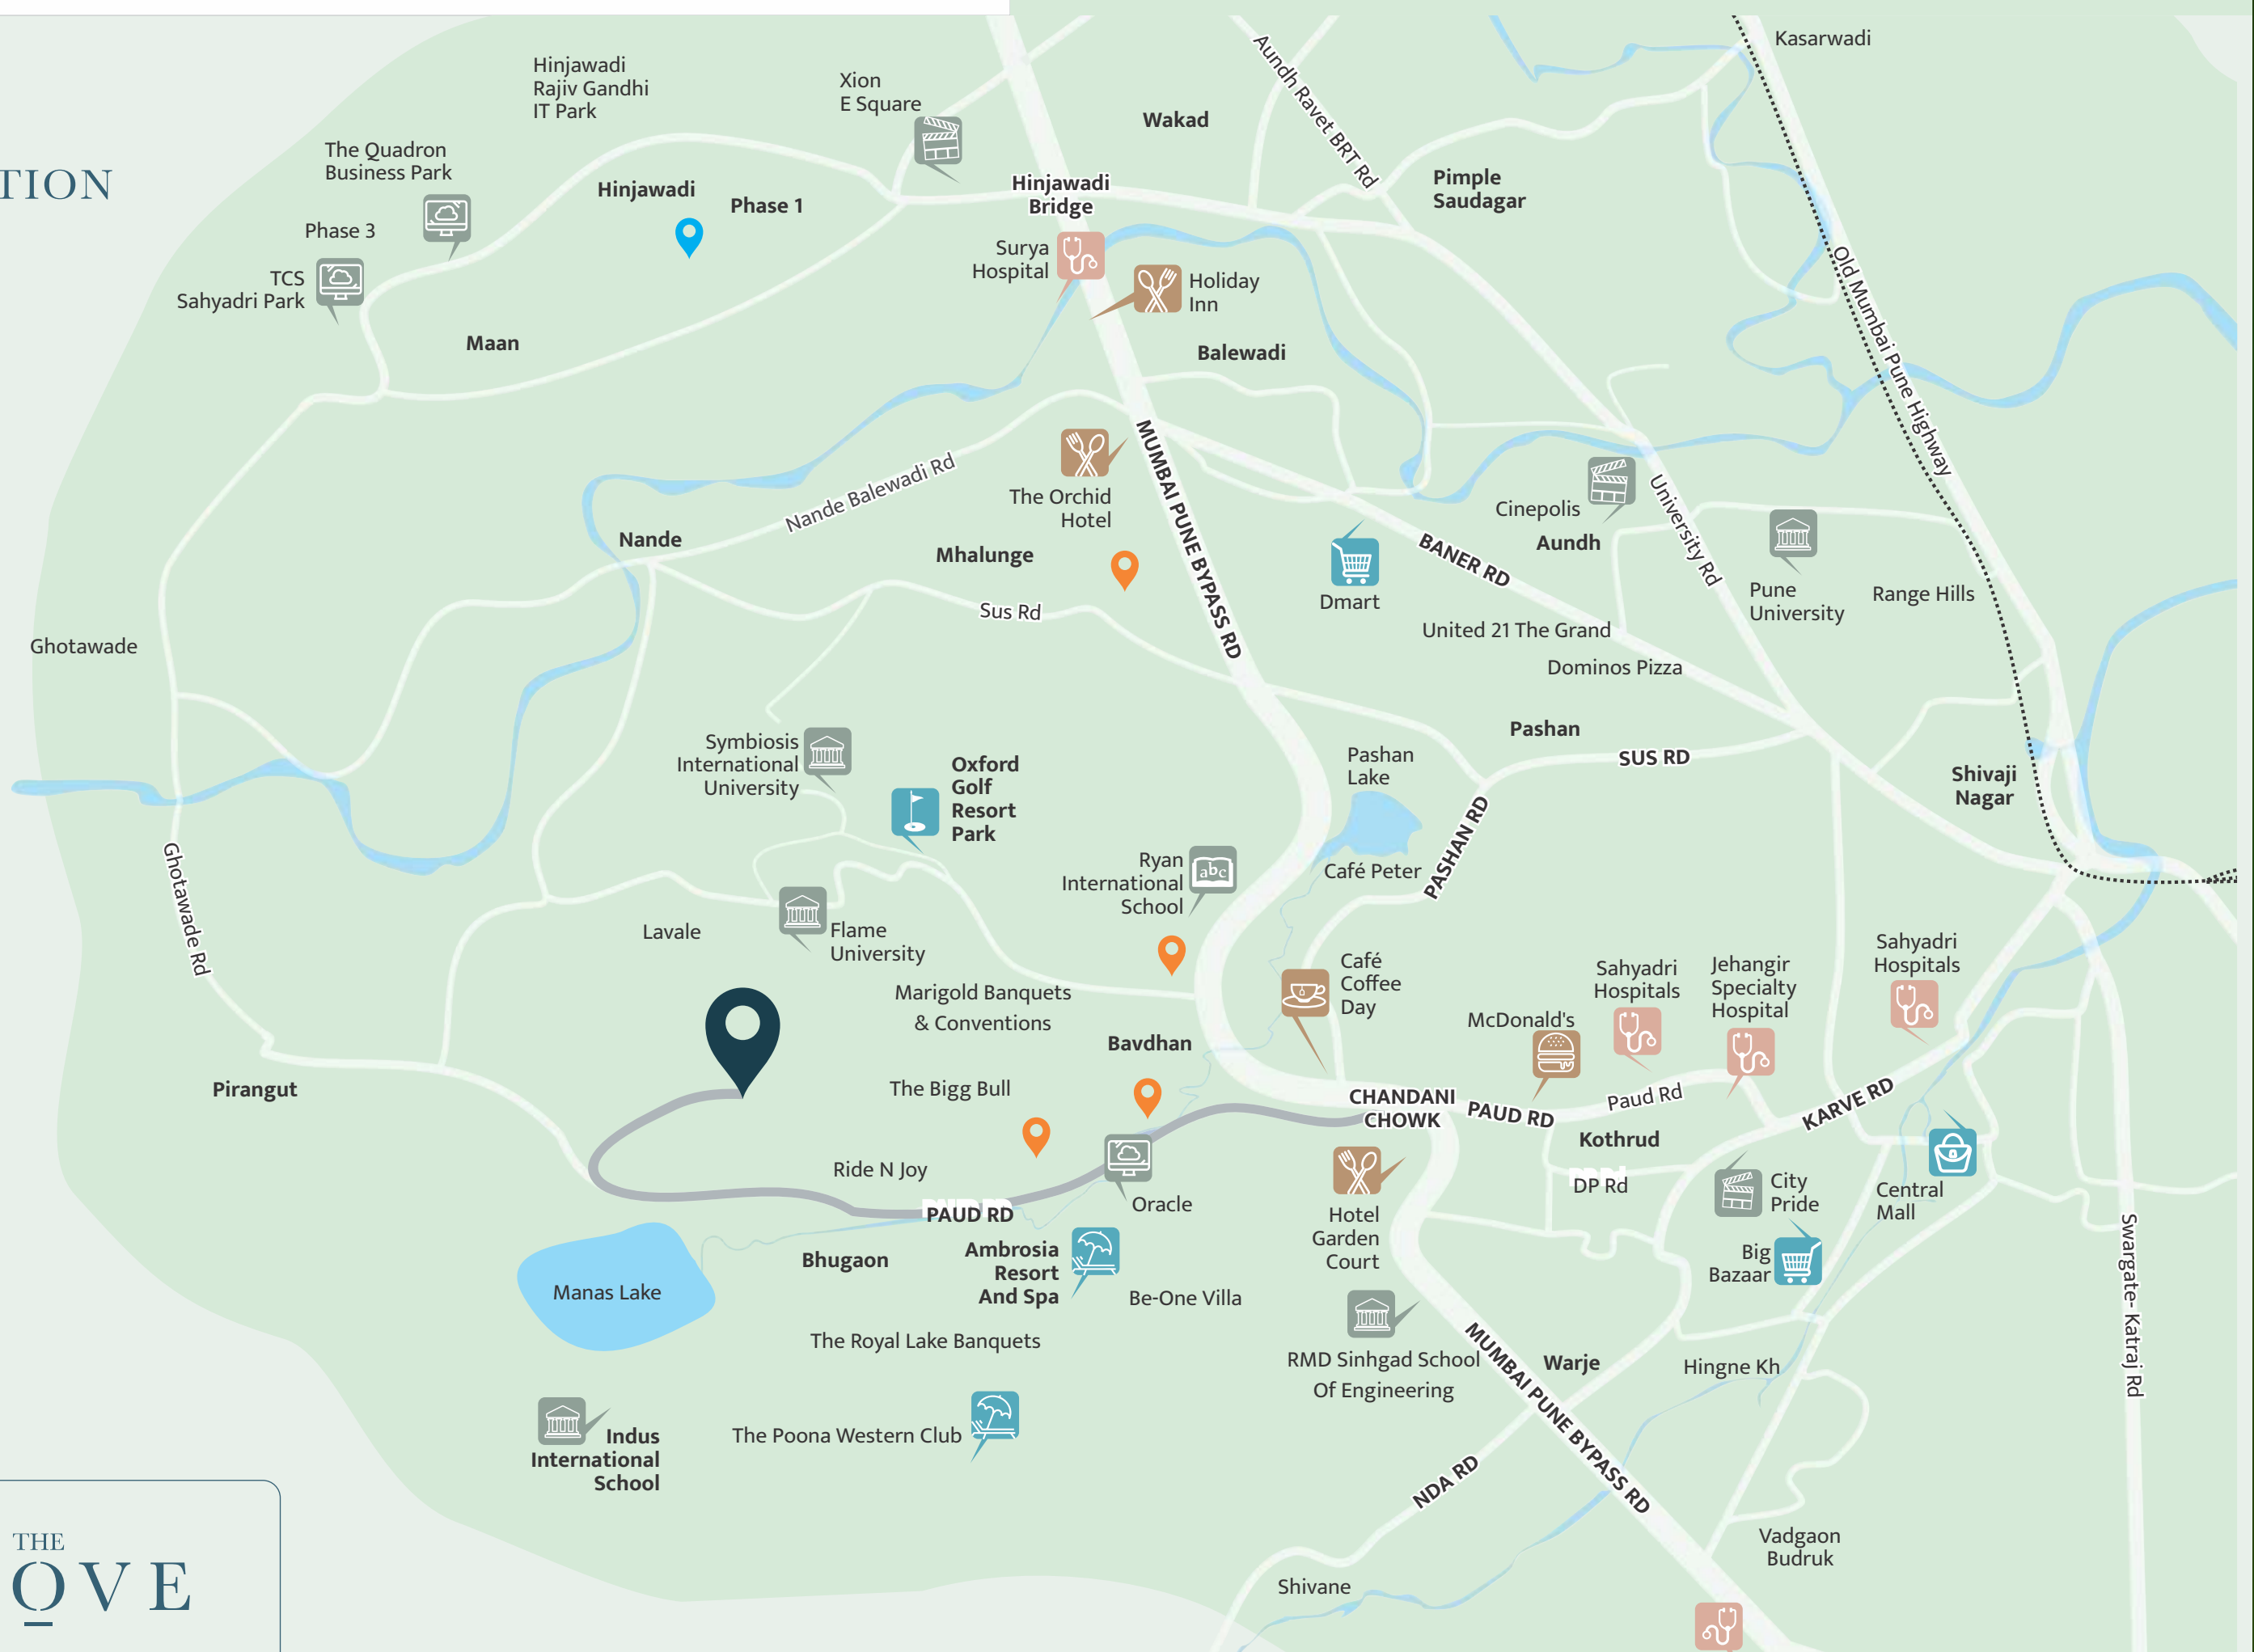 Kasarwadi
Aundh Ravet BRT Rd
Hinjawadi
Rajiv Gandhi
IT Park
Xion
E Square
Wakad
The Quadron
Business Park
TION
Hinjawadi
Phase 1
Hinjawadi
Bridge
Pimple
Saudagar
Phase 3
TCS
Sahyadri Park
Surya
Hospital
Holiday
Inn
Old Mumbai Pune Highway
Maan
Balewadi
Nande Balewadi Rd
The Orchid
Hotel
MUMBAI PUNE BYPASS RD
Cinepolis
University Rd
Nande
Mhalunge
BANER RD
Aundh
Sus Rd
Dmart
Pune
University
Range Hills
United 21 The Grand
Ghotawade
Dominos Pizza
Pashan
SUS RD
Symbiosis
International
University
Oxford
Golf
Resort
Park
Pashan
Lake
Shivaji
Nagar
PASHAN RD
Ryan
International
School
abc
Café Peter
Ghotawade Rd
Lavale
Flame
University
Café
Coffee
Day
Sahyadri
Hospitals
Jehangir
Specialty
Hospital
Sahyadri
Hospitals
Marigold Banquets
& Conventions
McDonald's
Bavdhan
Pirangut
The Bigg Bull
CHANDANI
CHOWK
PAUD RD
Paud Rd
KARVE RD
Kothrud
Ride N Joy
DP Rd
City
Pride
Central
Mall
PAUD RD
Oracle
Hotel
Garden
Court
Bhugaon
Ambrosia
Resort
And Spa
Big
Bazaar
Manas Lake
Be-One Villa
Swargate- Katraj Rd
The Royal Lake Banquets
RMD Sinhgad School
Of Engineering
MUMBAI PUNE BYPASS RD
Warje
Hingne Kh
Indus
International
School
The Poona Western Club
NDA RD
THE
OVE
Vadgaon
Budruk
Shivane